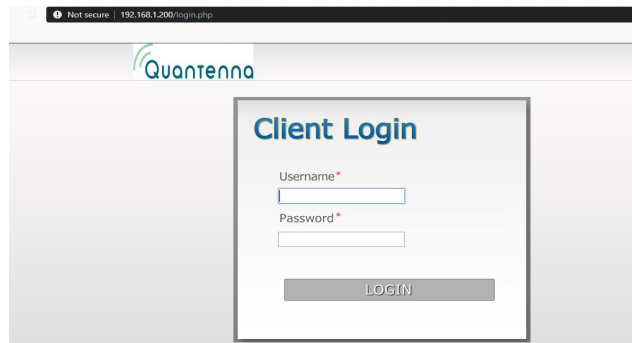 Not secure | 192.168.1.200/login.php
Quantenna
Client Login
Username*
Password*
LOGIN